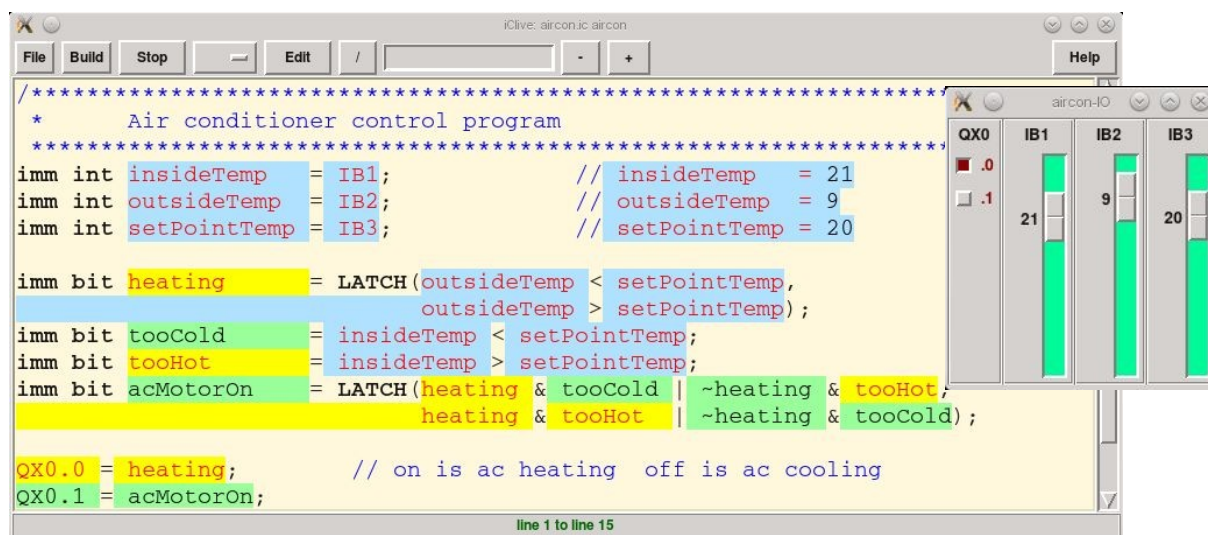 iClive: aircon.ic aircon
File Build Stop Edit / - + Help
/*******************************************************************
* Air conditioner control program
*******************************************************************
imm int insideTemp = IB1; // insideTemp = 21
imm int outsideTemp = IB2; // outsideTemp = 9
imm int setPointTemp = IB3; // setPointTemp = 20
imm bit heating = LATCH(outsideTemp < setPointTemp,
outsideTemp > setPointTemp);
imm bit tooCold = insideTemp < setPointTemp;
imm bit tooHot = insideTemp > setPointTemp;
imm bit acMotorOn = LATCH(heating & tooCold | ~heating & tooHot,
heating & tooHot | ~heating & tooCold);
QX0.0 = heating; // on is ac heating off is ac cooling
QX0.1 = acMotorOn;
line 1 to line 15
aircon-IO
QX0 IB1 IB2 IB3
.0
.1
21 9 20